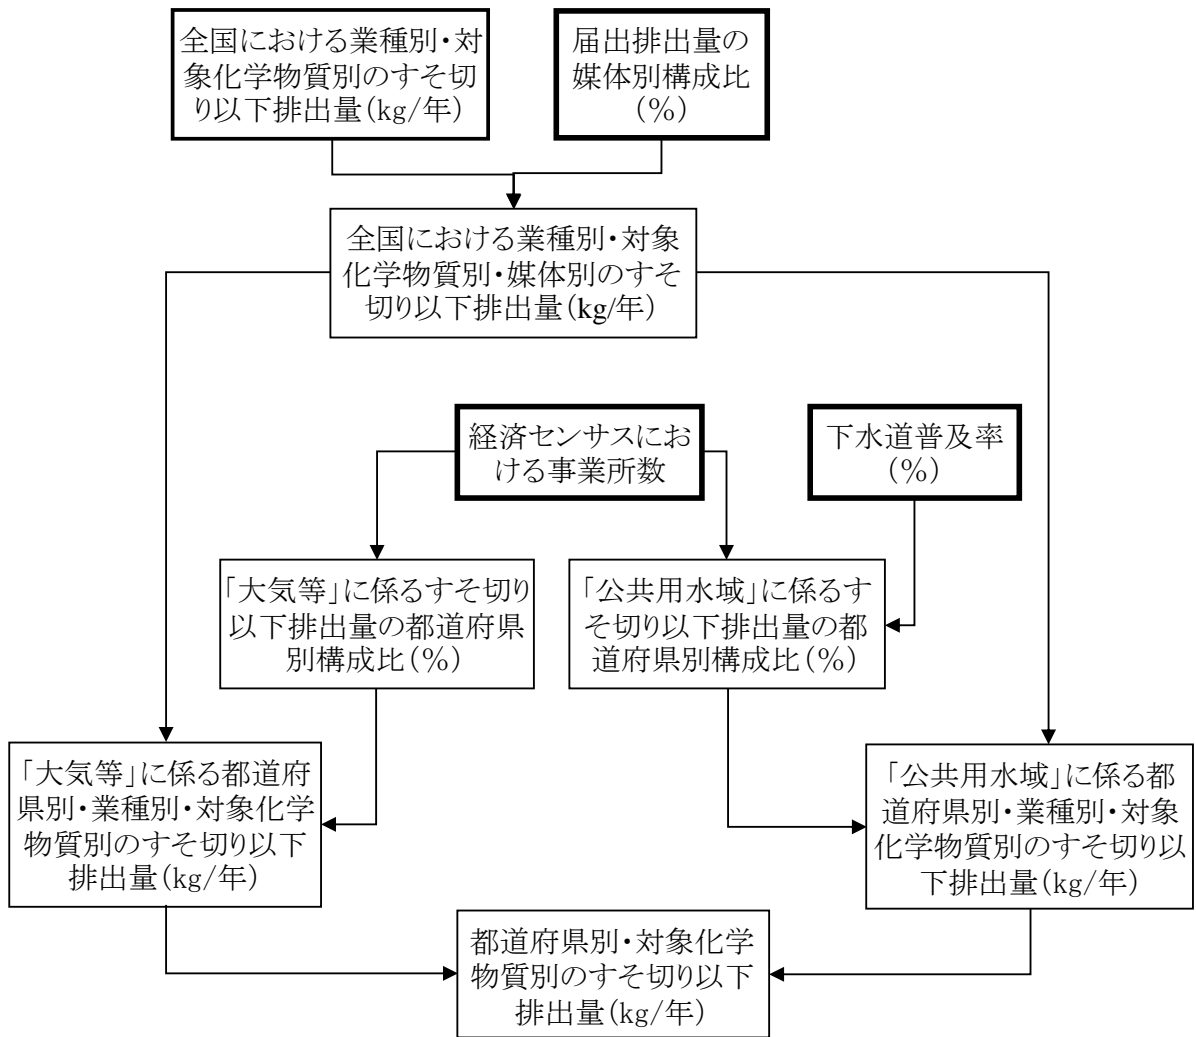 全国における業種別・対
象化学物質別のすそ切
り以下排出量(kg/年)
届出排出量の
媒体別構成比
(%)
全国における業種別・対象
化学物質別・媒体別のすそ
切り以下排出量(kg/年)
経済センサスにお
ける事業所数
下水道普及率
(%)
「大気等」に係るすそ切り
以下排出量の都道府県
別構成比(%)
「公共用水域」に係るす
そ切り以下排出量の都
道府県別構成比(%)
「大気等」に係る都道府
県別・業種別・対象化学
物質別のすそ切り以下
排出量(kg/年)
「公共用水域」に係る都
道府県別・業種別・対象
化学物質別のすそ切り以
下排出量(kg/年)
都道府県別・対象化学
物質別のすそ切り以下
排出量(kg/年)